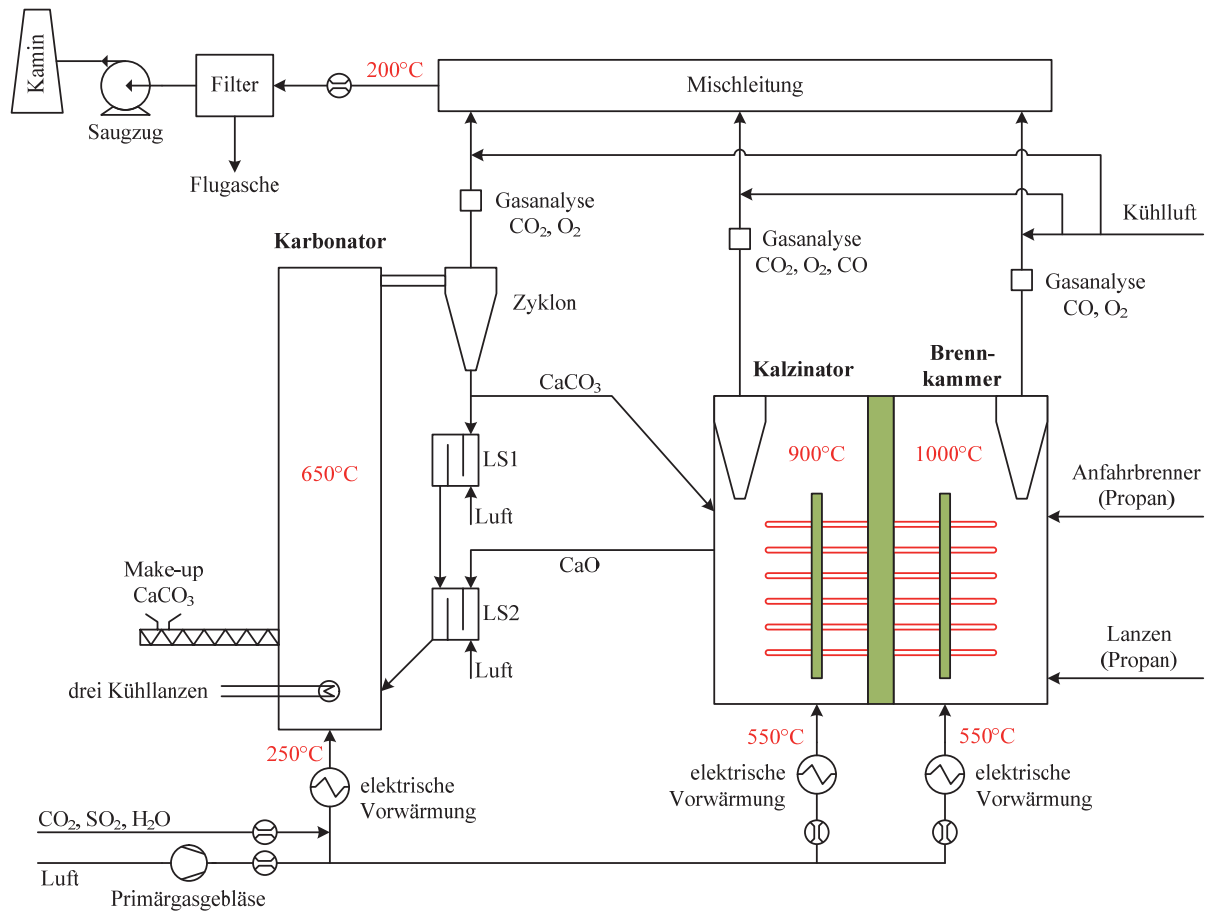 Kamin
Saugzug
Filter
Flugasche
200°C
Mischleitung
Gasanalyse
CO₂, O₂
Gasanalyse
CO₂, O₂, CO
Gasanalyse
CO, O₂
Kühlluft
Karbonator
Zyklon
Kalzinator
Brenn-
kammer
CaCO₃
650°C
900°C
1000°C
LS1
Luft
Anfahrbrenner
(Propan)
Make-up
CaCO₃
CaO
LS2
Luft
Lanzen
(Propan)
drei Kühllanzen
250°C
550°C
550°C
elektrische
Vorwärmung
elektrische
Vorwärmung
elektrische
Vorwärmung
CO₂, SO₂, H₂O
Luft
Primärgasgebläse